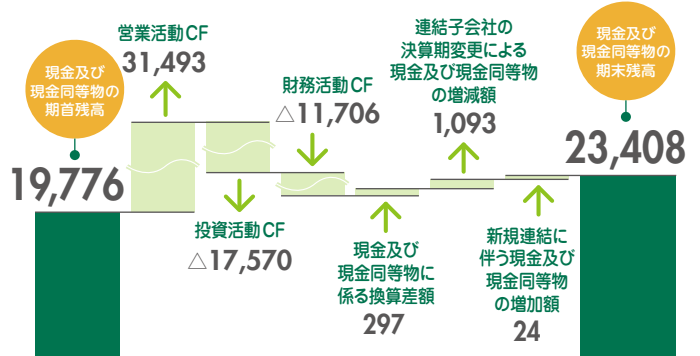 現金及び
現金同等物の
期首残高
19,776
営業活動CF
31,493
投資活動CF
△17,570
財務活動CF
△11,706
現金及び
現金同等物に
係る換算差額
297
連結子会社の
決算期変更による
現金及び現金同等物
の増減額
1,093
新規連結に
伴う現金及び
現金同等物
の増加額
24
現金及び
現金同等物の
期末残高
23,408